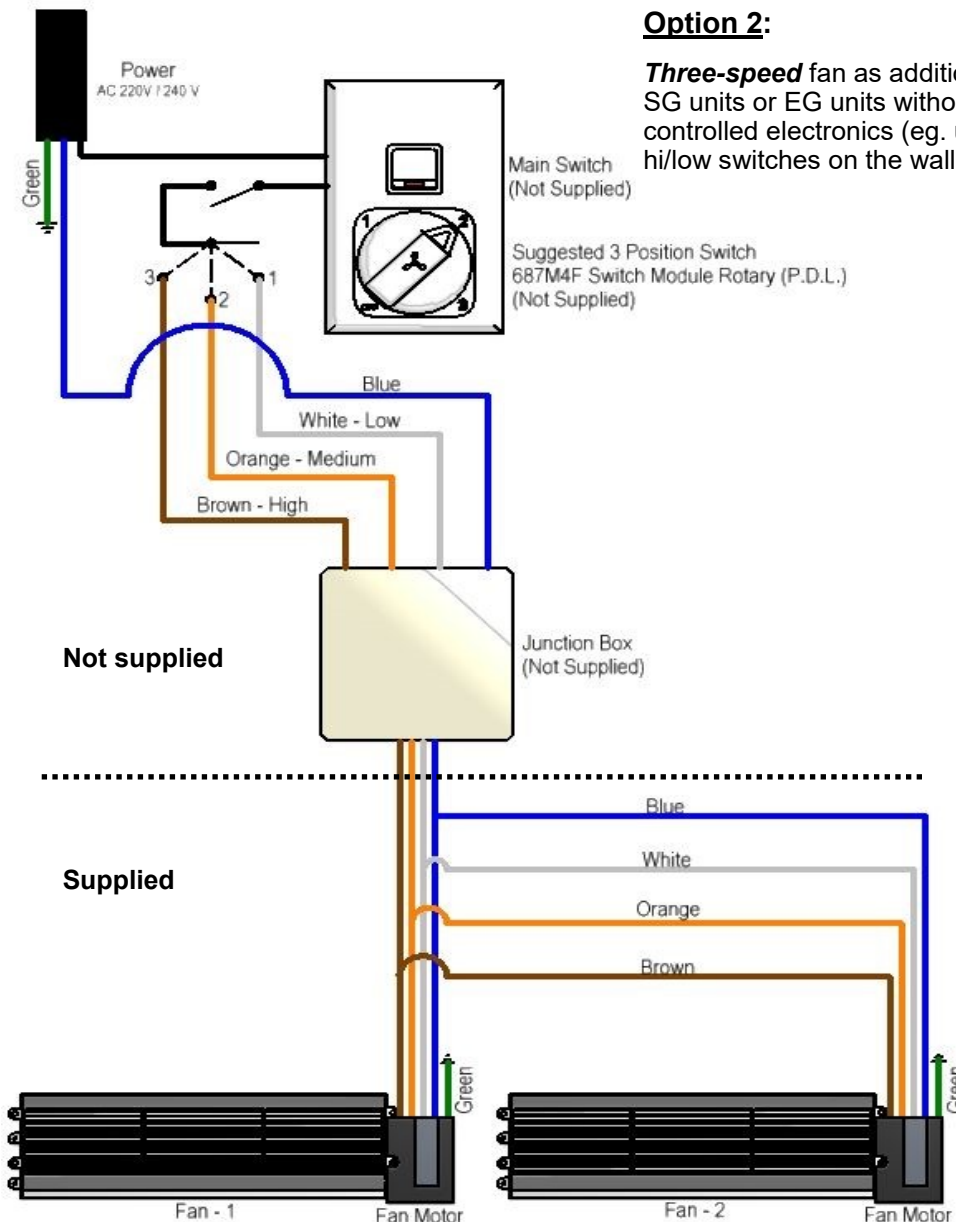 Option 2:
Three-speed fan as additi
SG units or EG units witho
controlled electronics (eg.
hi/low switches on the wall
Power
AC 220V / 240 V
Green
Main Switch
(Not Supplied)
1
2
3
OFF
Suggested 3 Position Switch
687M4F Switch Module Rotary (P.D.L.)
(Not Supplied)
3
2
1
Blue
White - Low
Orange - Medium
Brown - High
Not supplied
Junction Box
(Not Supplied)
Supplied
Blue
White
Orange
Brown
Green
Green
Fan - 1
Fan Motor
Fan - 2
Fan Motor